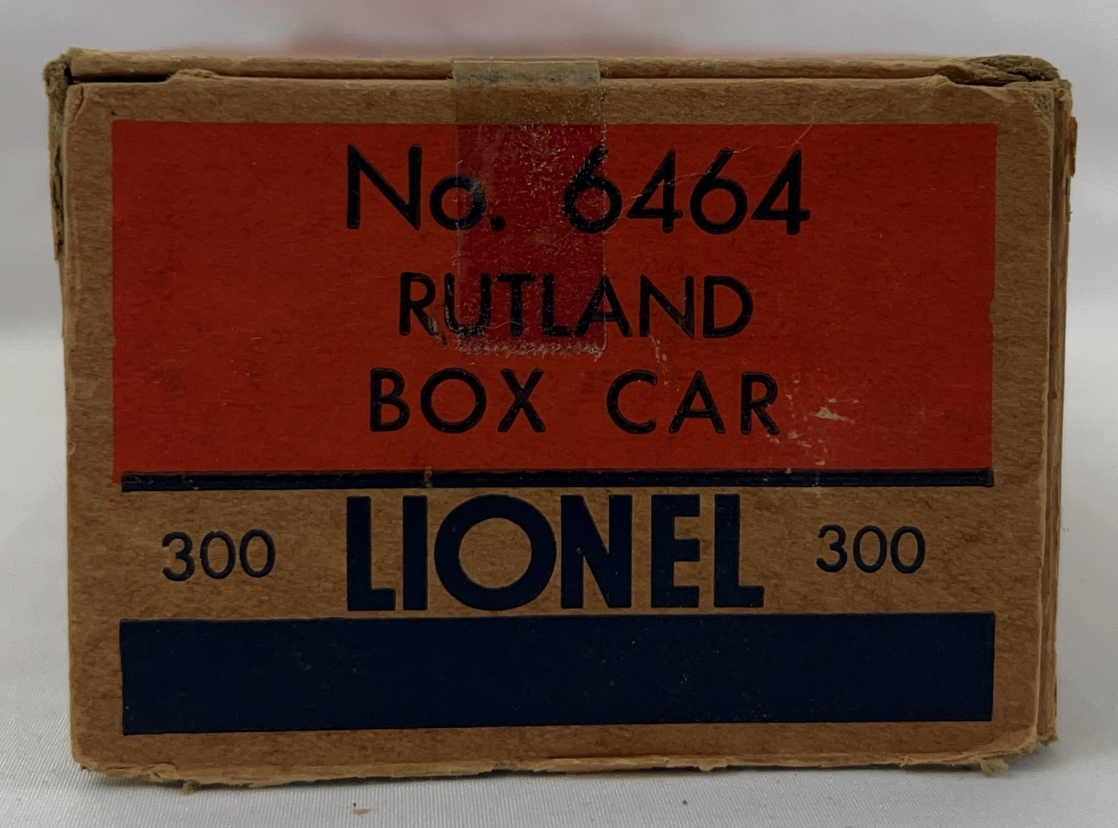 No. 6464
RUTLAND
BOX CAR
300 LIONEL 300